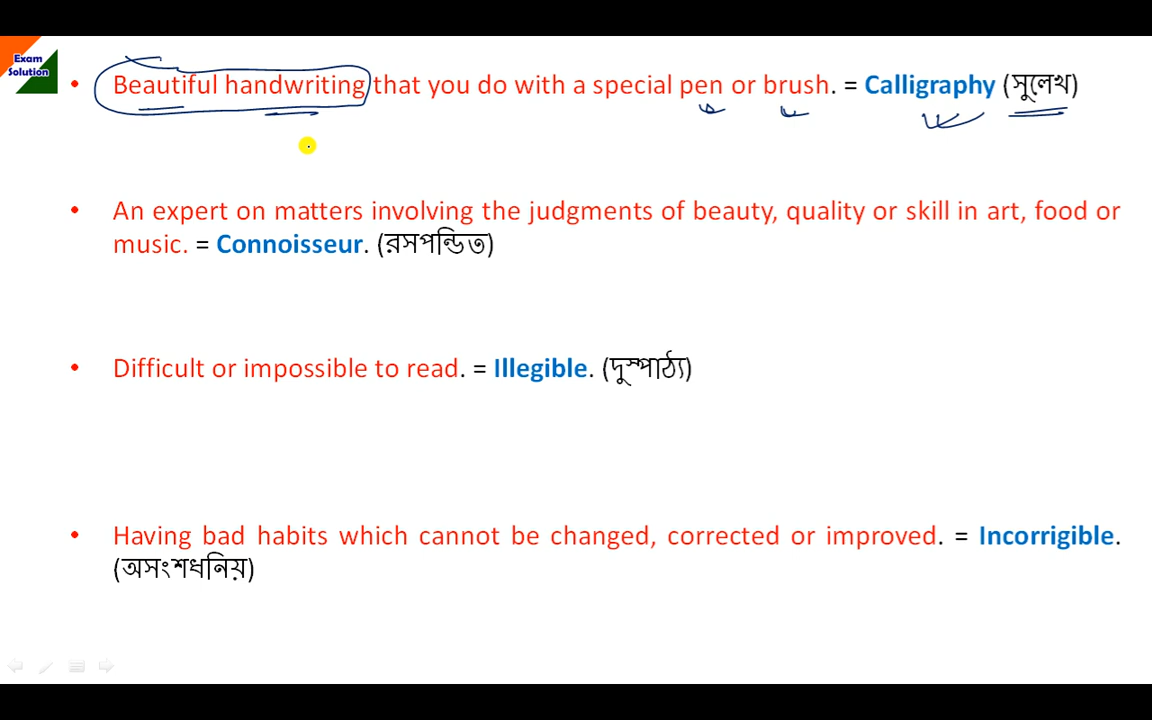 Exam
Solution
• Beautiful handwriting that you do with a special pen or brush. = Calligraphy (সুলেখ)
• An expert on matters involving the judgments of beauty, quality or skill in art, food or
music. = Connoisseur. (রসপন্ডিত)
• Difficult or impossible to read. = Illegible. (দুস্পাঠ্য)
• Having bad habits which cannot be changed, corrected or improved. = Incorrigible.
(অসংশধনিয়)